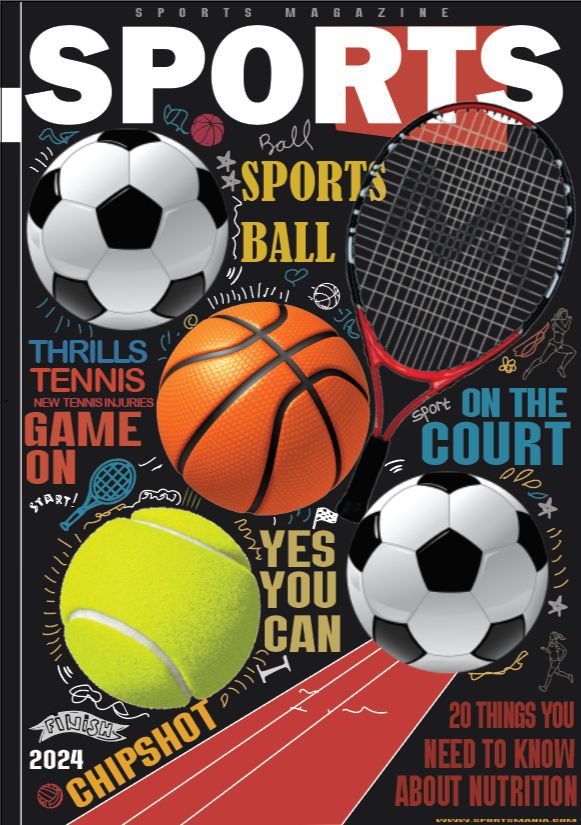 SPORTS MAGAZINE
SPORTS
Ball
SPORTS
BALL
THRILLS
TENNIS
NEW TENNIS INJURIES
GAME
ON
sport
ON THE
COURT
START!
YES
YOU
CAN
FINISH
2024
CHIPSHOT
20 THINGS YOU
NEED TO KNOW
ABOUT NUTRITION
WWW.SPORTSMANIA.COM